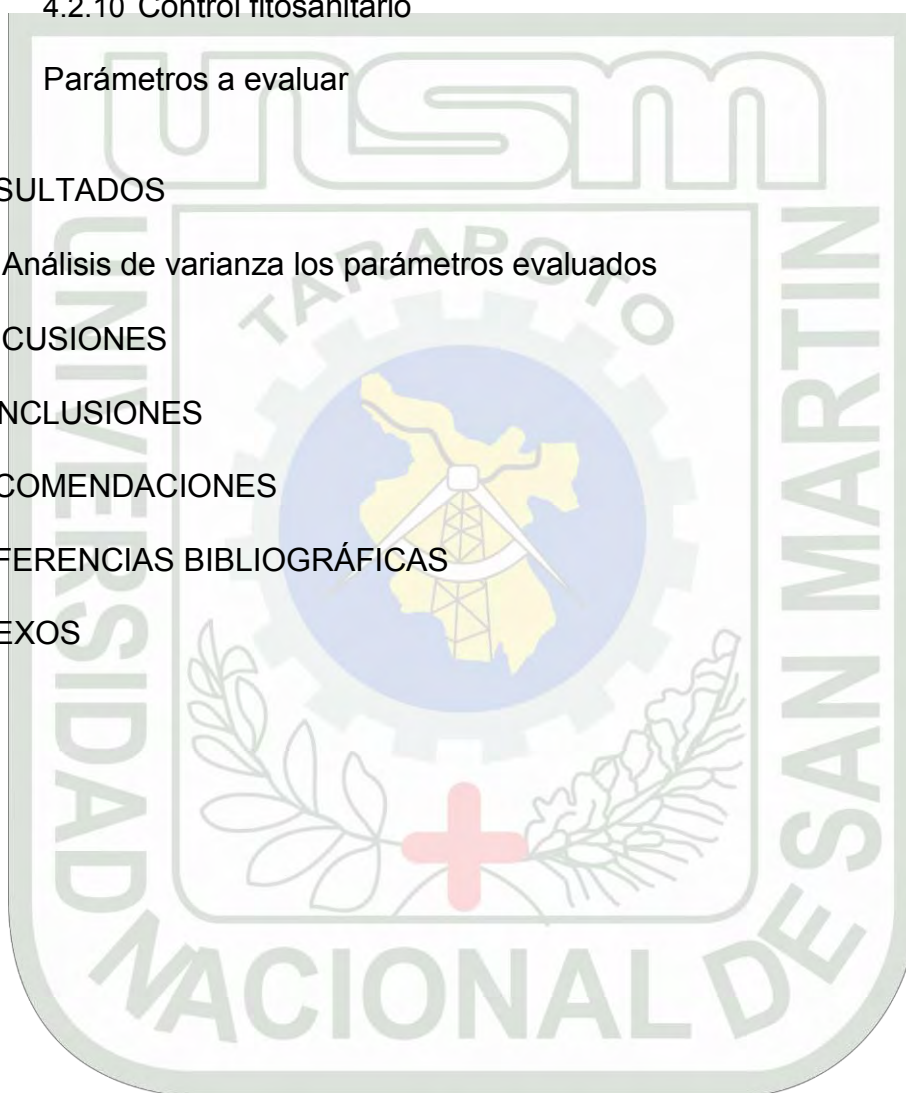 4.2.10 Control fitosanitario
Parámetros a evaluar
SULTADOS
Análisis de varianza los parámetros evaluados
CUSIONES
NCLUSIONES
COMENDACIONES
FERENCIAS BIBLIOGRÁFICAS
EXOS
unsm
TARAPOTO
UNIVERSIDAD NACIONAL DE SAN MARTIN